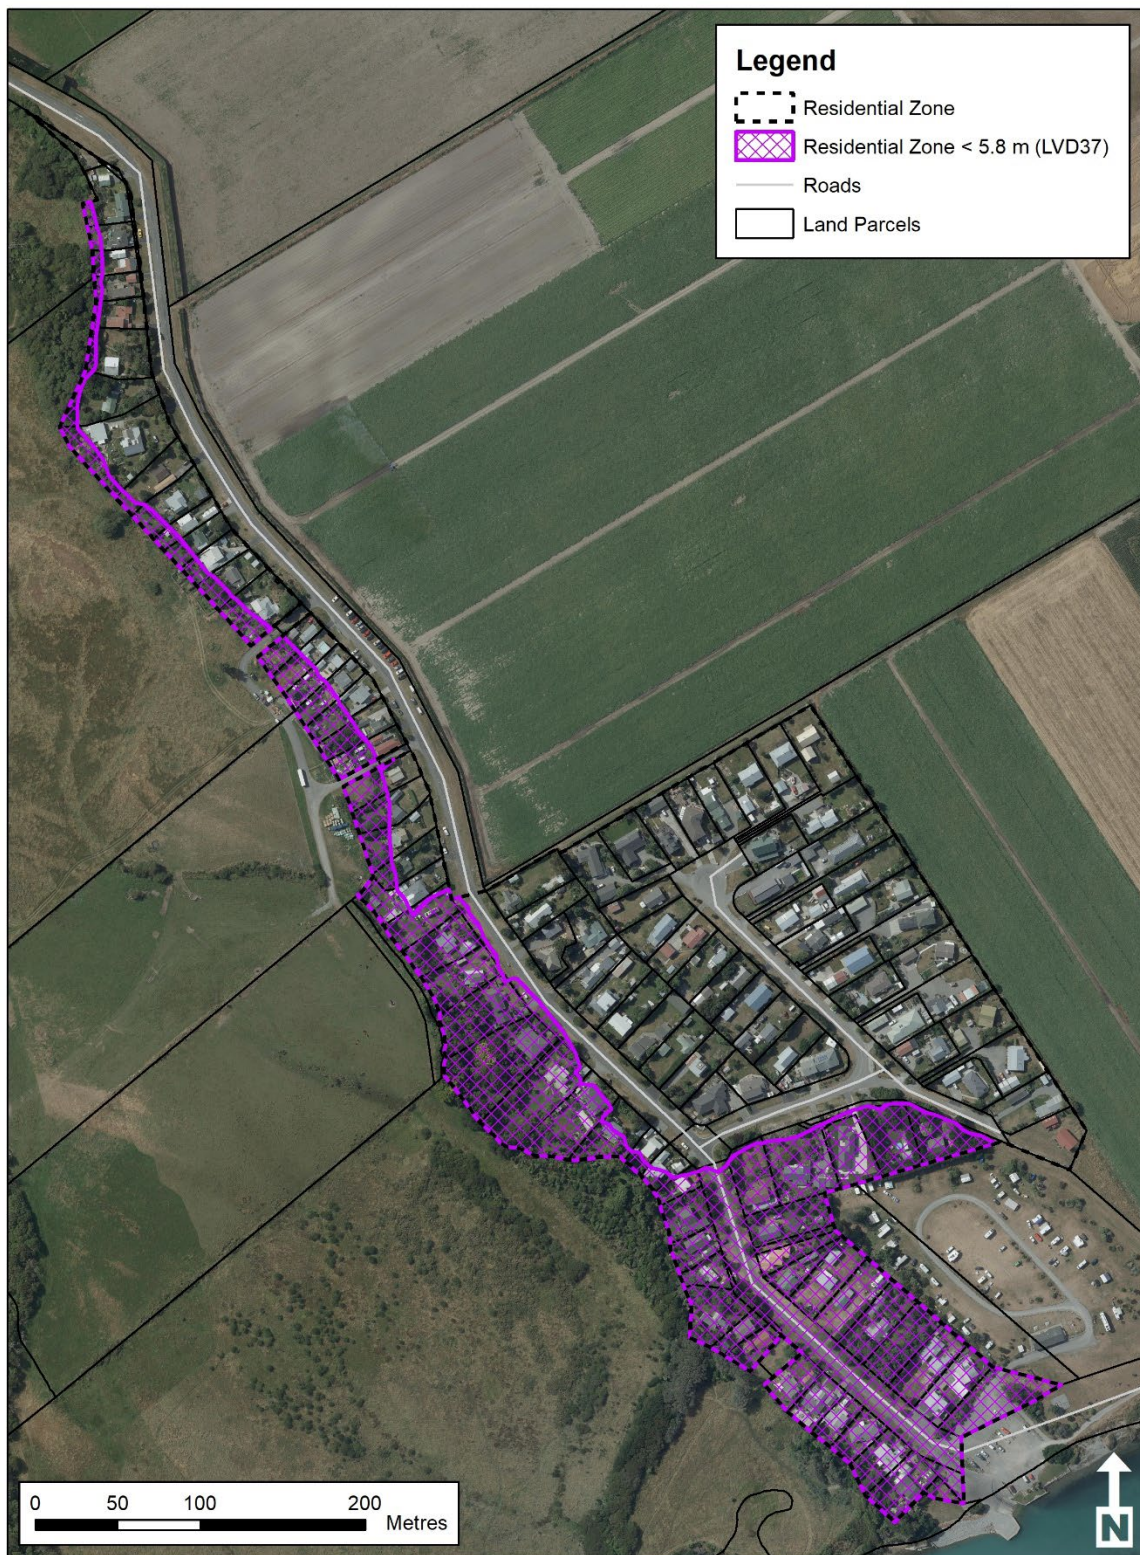 Legend
Residential Zone
Residential Zone < 5.8 m (LVD37)
Roads
Land Parcels
0 50 100 200
Metres
N